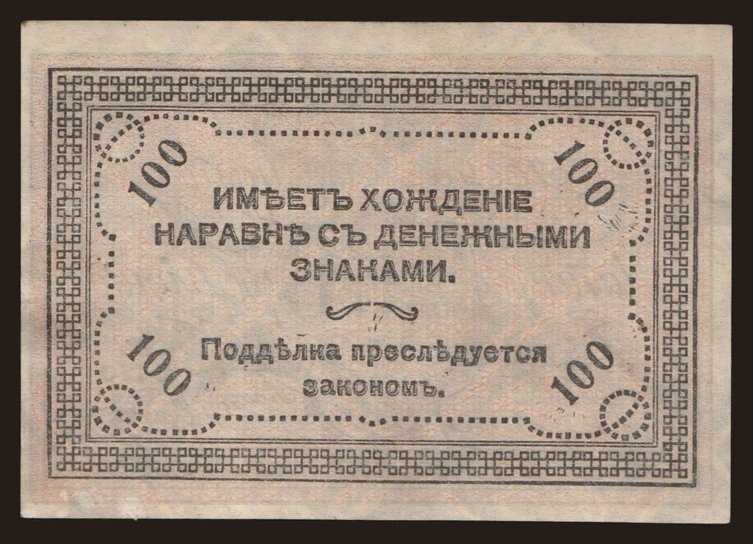 100 100
ИМѢЕТЪ ХОЖДЕНІЕ
НАРАВНѢ СЪ ДЕНЕЖНЫМИ
ЗНАКАМИ.
Поддѣлка преслѣдуется
закономъ.
100 100